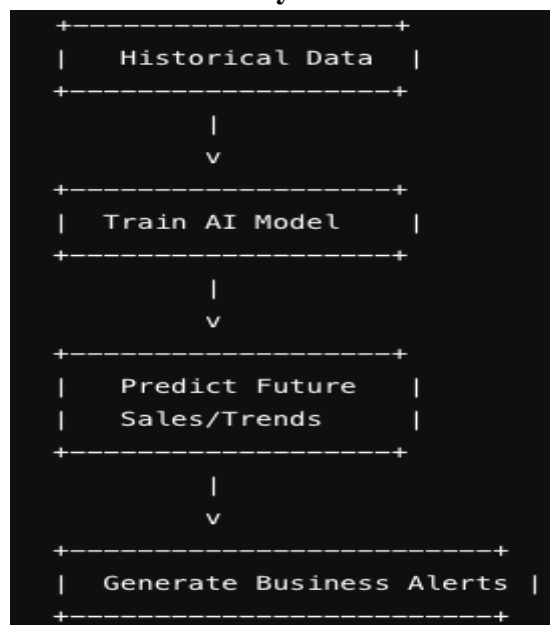 Historical Data
Train AI Model
Predict Future
Sales/Trends
Generate Business Alerts